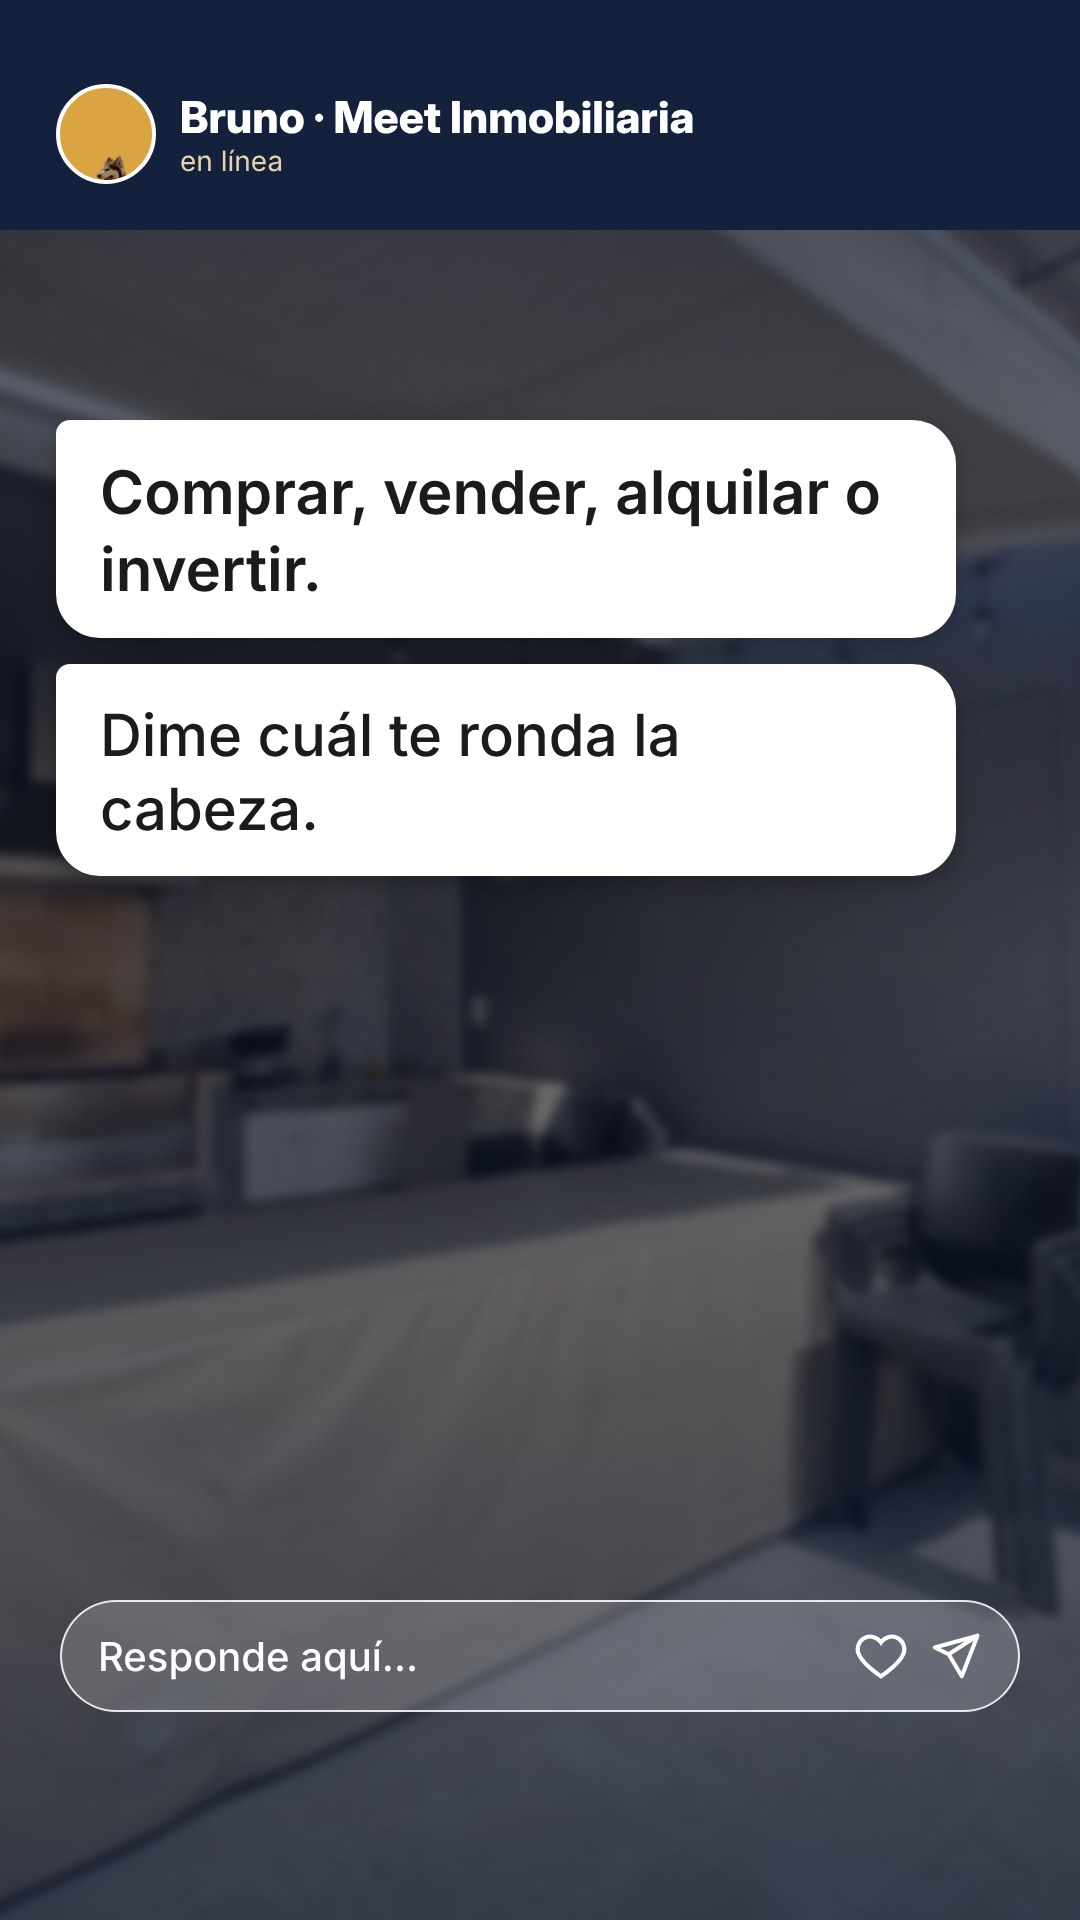 Bruno · Meet Inmobiliaria
en línea
Comprar, vender, alquilar o
invertir.
Dime cuál te ronda la
cabeza.
Responde aquí...